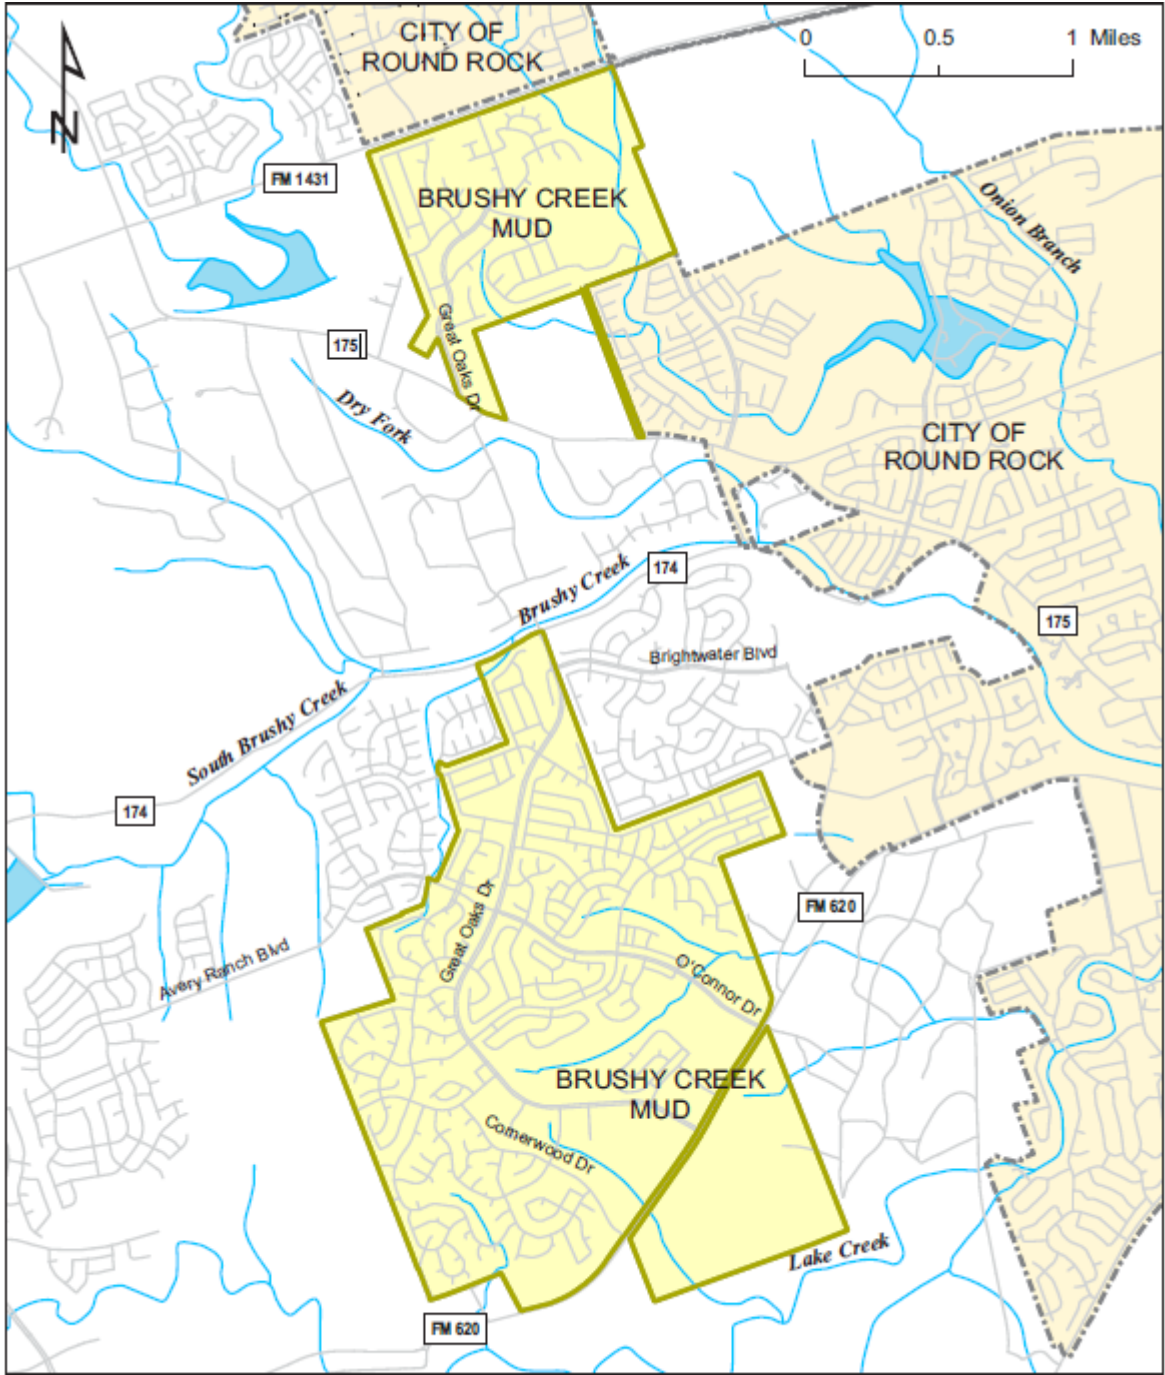 CITY OF
ROUND ROCK
0 0.5 1 Miles
N
FM 1431
BRUSHY CREEK
MUD
Onion Branch
Great Oaks Dr
175
Dry Fork
CITY OF
ROUND ROCK
Brushy Creek
174
175
Brightwater Blvd
South Brushy Creek
174
FM 620
Great Oaks Dr
Avery Ranch Blvd
O'Connor Dr
BRUSHY CREEK
MUD
Cornerwood Dr
Lake Creek
FM 620